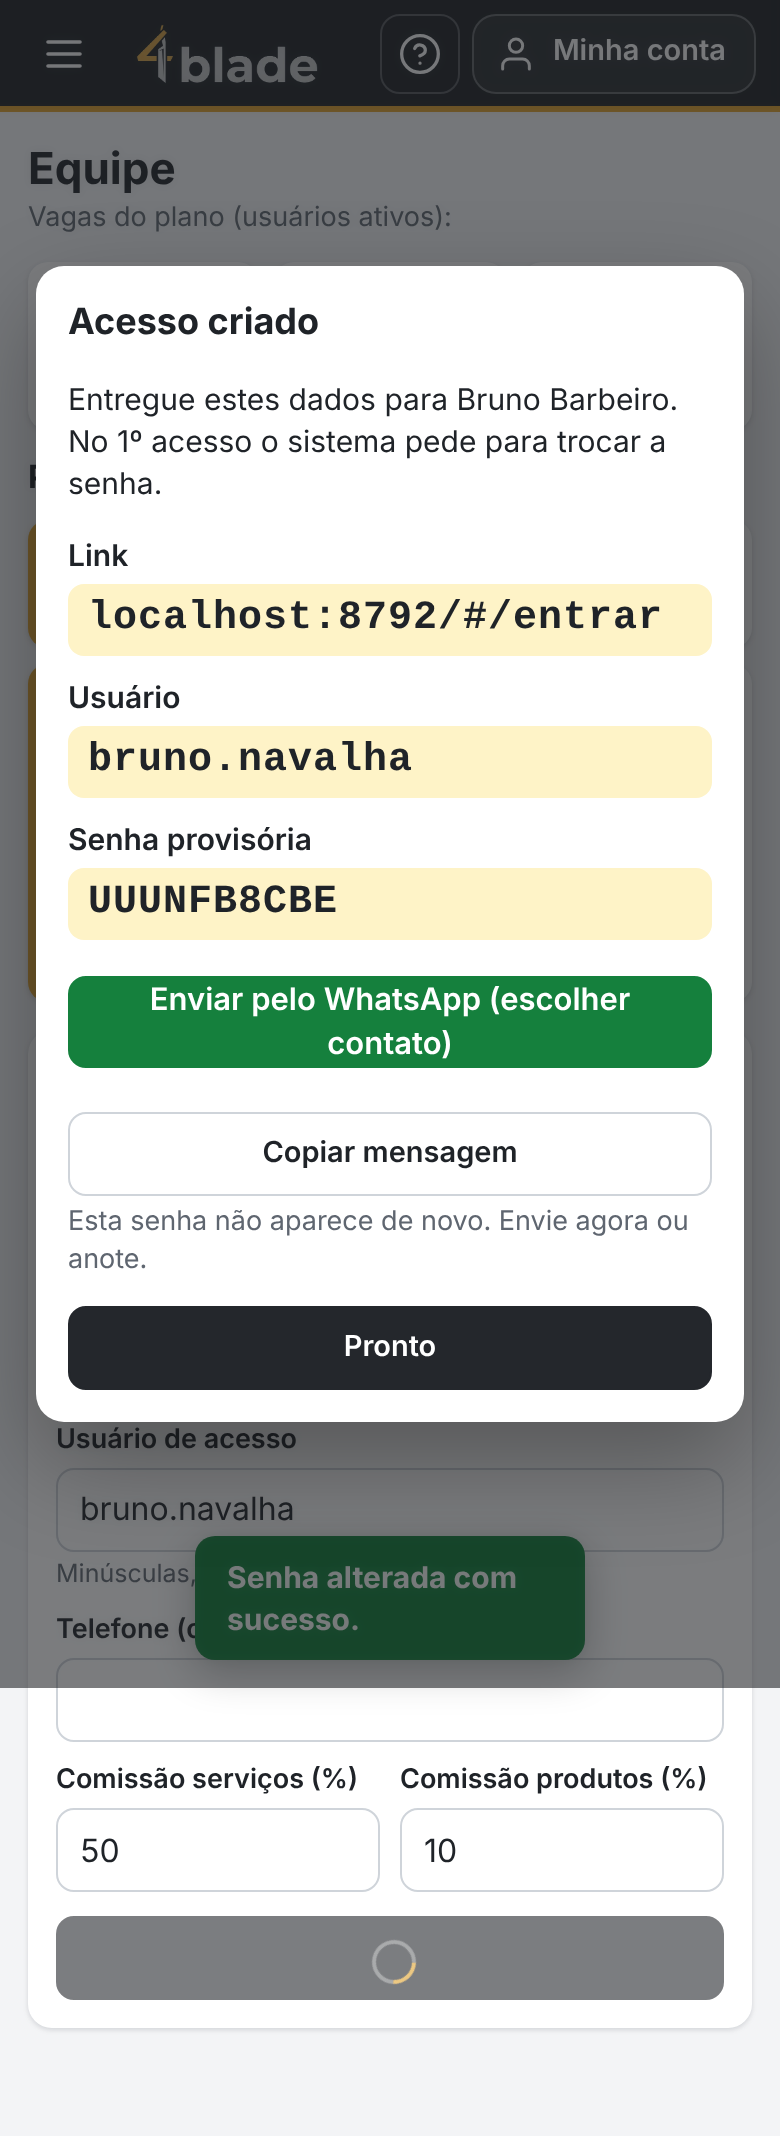 4blade
Minha conta
Equipe
Vagas do plano (usuários ativos):
Acesso criado
Entregue estes dados para Bruno Barbeiro.
No 1º acesso o sistema pede para trocar a
senha.
Link
localhost:8792/#/entrar
Usuário
bruno.navalha
Senha provisória
UUUNFB8CBE
Enviar pelo WhatsApp (escolher
contato)
Copiar mensagem
Esta senha não aparece de novo. Envie agora ou
anote.
Pronto
Usuário de acesso
bruno.navalha
Minúsculas,
Senha alterada com
sucesso.
Telefone (o
Comissão serviços (%)
Comissão produtos (%)
50
10